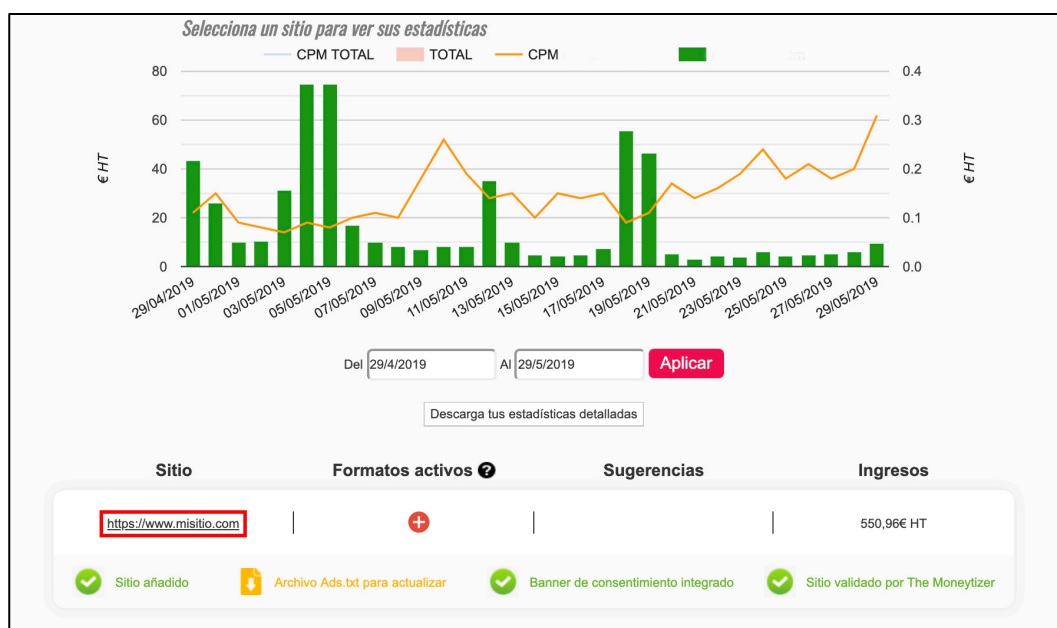 Selecciona un sitio para ver sus estadísticas
CPM TOTAL TOTAL CPM
80 0.4
60 0.3
40 0.2
20 0.1
0 0.0
€ HT
€ HT
29/04/2019 01/05/2019 03/05/2019 05/05/2019 07/05/2019 09/05/2019 11/05/2019 13/05/2019 15/05/2019 17/05/2019 19/05/2019 21/05/2019 23/05/2019 25/05/2019 27/05/2019 29/05/2019
Del 29/4/2019 Al 29/5/2019 Aplicar
Descarga tus estadísticas detalladas
Sitio Formatos activos ? Sugerencias Ingresos
https://www.misitio.com 550,96€ HT
Sitio añadido Archivo Ads.txt para actualizar Banner de consentimiento integrado Sitio validado por The Moneytizer